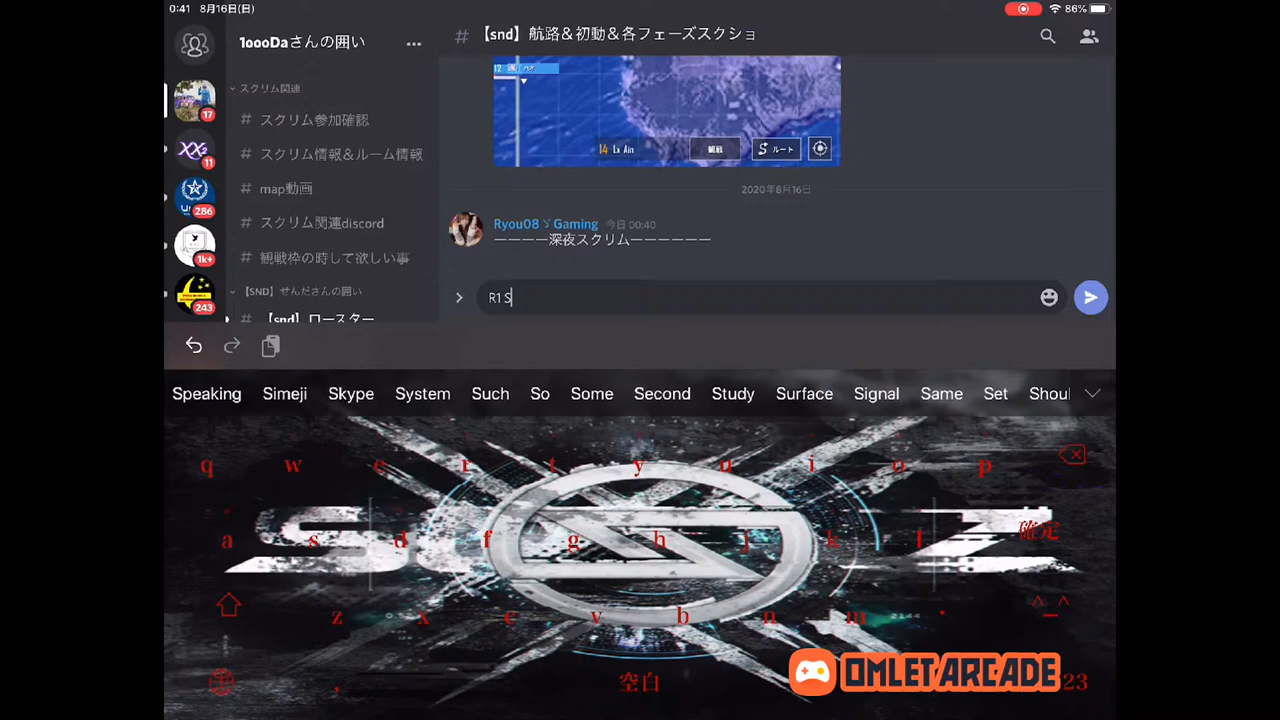 0:41 8月16日(日)
86%
1oooDaさんの囲い
# 【snd】航路＆初動＆各フェーズスクショ
スクリム関連
17
# スクリム参加確認
XX2
11
# スクリム情報＆ルーム情報
14 Lx Ain 観戦 ルート
# map動画
286
2020年8月16日
# スクリム関連discord
Ryou08ヾGaming 今日 00:40
ーーーー深夜スクリムーーーーーー
1k+
# 観戦枠の時して欲しい事
【SND】せんださんの囲い
243
R1 S
# 【snd】ロースター
Speaking Simeji Skype System Such So Some Second Study Surface Signal Same Set Shoul
q w e r t y u i o p
a s d f g h j k l 確定
z x c v b n m . ^_^
空白
OMLET ARCADE
23